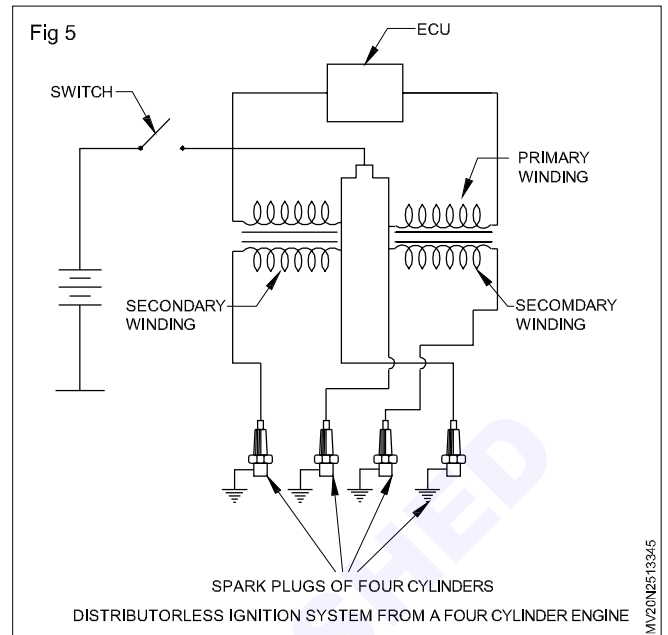 Fig 5
ECU
SWITCH
PRIMARY
WINDING
SECONDARY
WINDING
SECOMDARY
WINDING
SHED
SPARK PLUGS OF FOUR CYLINDERS
DISTRIBUTORLESS IGNITION SYSTEM FROM A FOUR CYLINDER ENGINE
MV20N2513345